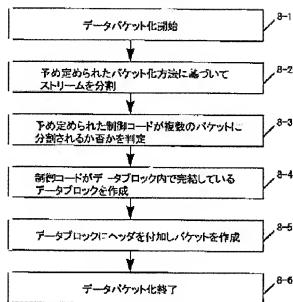 データパケット化開始
8-1
予め定められたパケット化方法に基づいて
ストリームを分割
8-2
予め定められた制御コードが複数のパケットに
分割されるか否かを判定
8-3
制御コードがデータブロック内で完結している
データブロックを作成
8-4
データブロックにヘッダを付加しパケットを作成
8-5
データパケット化終了
8-6